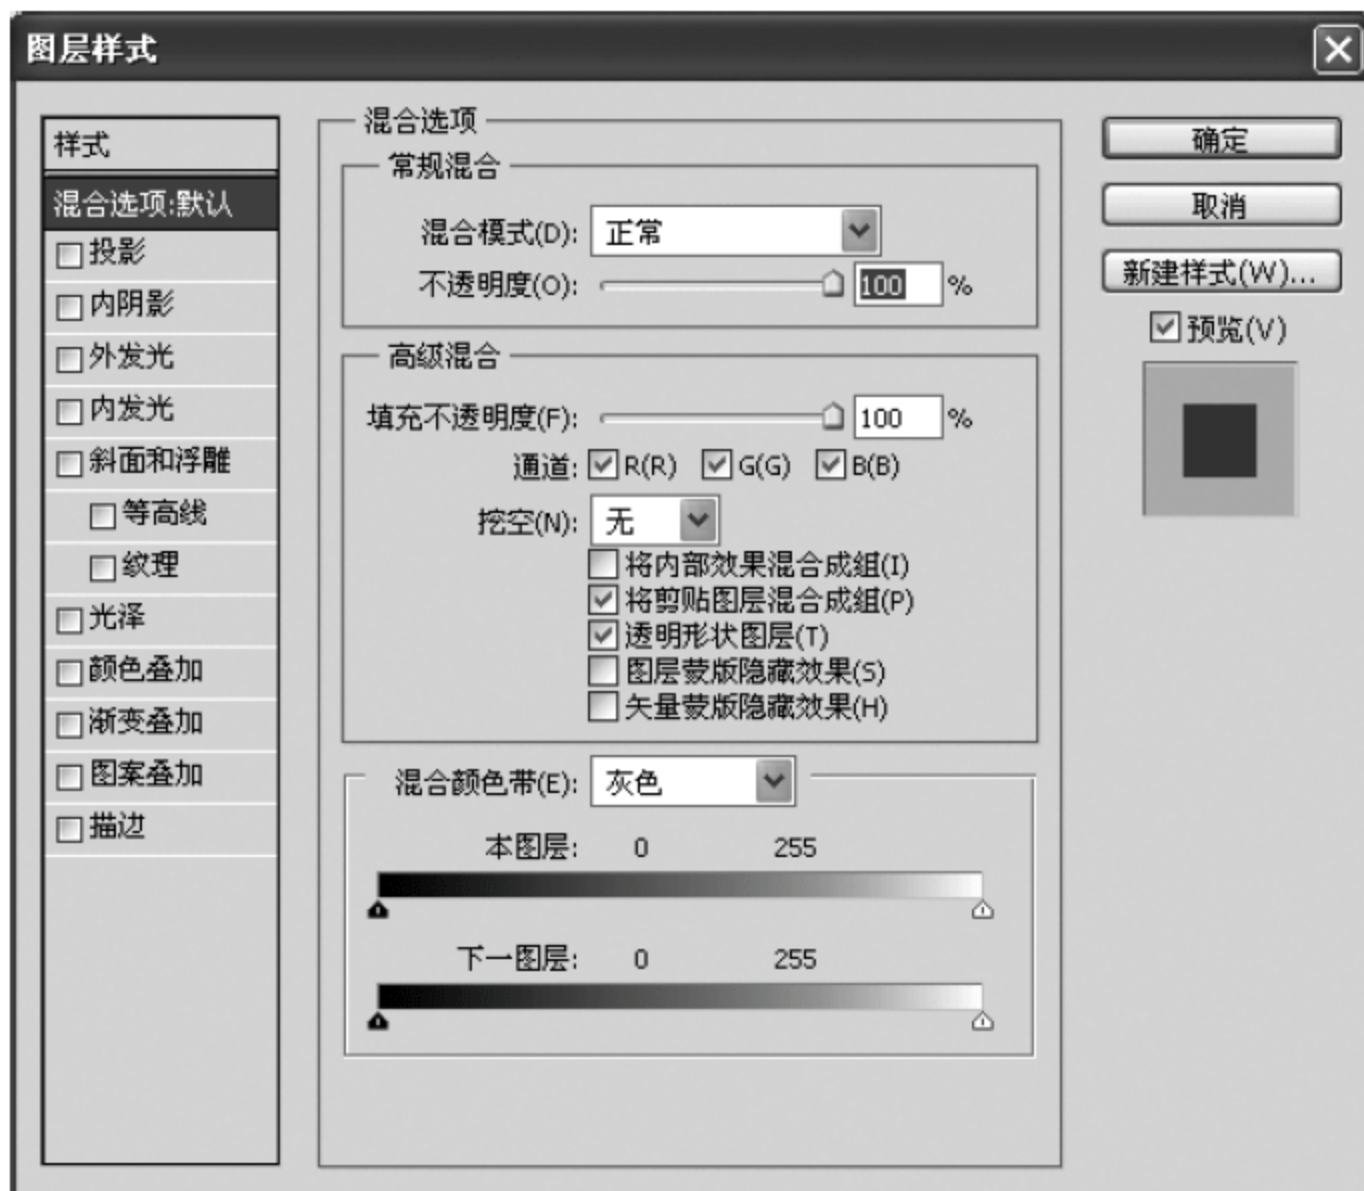 图层样式
样式
混合选项:默认
投影
内阴影
外发光
内发光
斜面和浮雕
等高线
纹理
光泽
颜色叠加
渐变叠加
图案叠加
描边
混合选项
常规混合
混合模式(D): 正常
不透明度(O): 100 %
高级混合
填充不透明度(F): 100 %
通道: R(R) G(G) B(B)
挖空(N): 无
将内部效果混合成组(I)
将剪贴图层混合成组(P)
透明形状图层(T)
图层蒙版隐藏效果(S)
矢量蒙版隐藏效果(H)
混合颜色带(E): 灰色
本图层: 0 255
下一图层: 0 255
确定
取消
新建样式(W)...
预览(V)